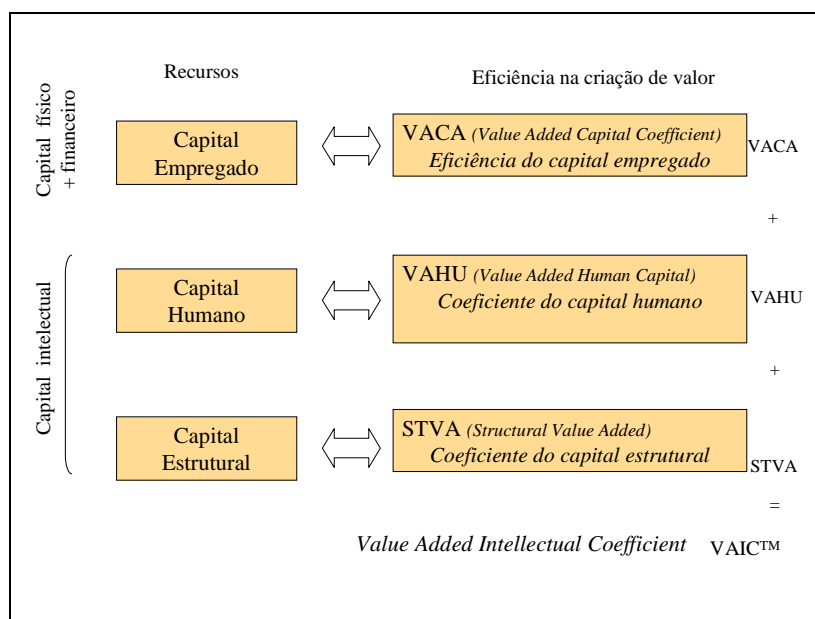 Recursos
Eficiência na criação de valor
Capital físico
+ financeiro
Capital
Empregado
VACA (Value Added Capital Coefficient)
Eficiência do capital empregado
VACA
+
Capital intelectual
Capital
Humano
VAHU (Value Added Human Capital)
Coeficiente do capital humano
VAHU
+
Capital
Estrutural
STVA (Structural Value Added)
Coeficiente do capital estrutural
STVA
=
Value Added Intellectual Coefficient VAIC™